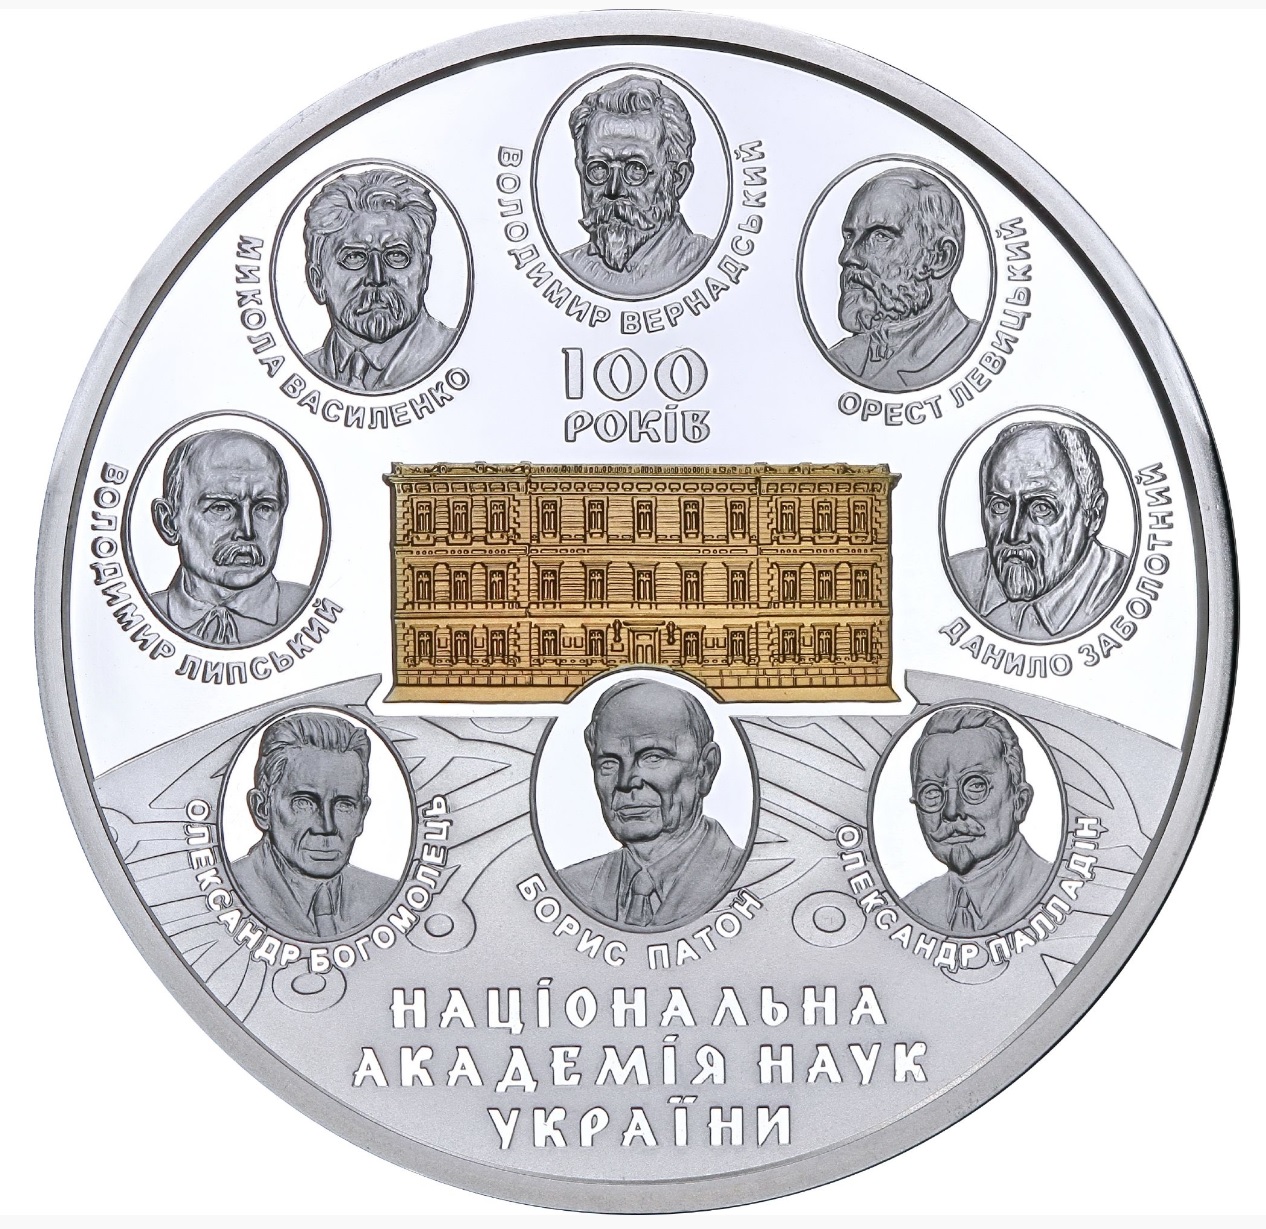 ВОЛОДИМИР ВЕРНАДСЬКИЙ
МИКОЛА ВАСИЛЕНКО
ОРЕСТ ЛЕВИЦЬКИЙ
100
РОКІВ
ВОЛОДИМИР ЛИПСЬКИЙ
ДАНИЛО ЗАБОЛОТНИЙ
ОЛЕКСАНДР БОГОМОЛЕЦЬ
БОРИС ПАТОН
ОЛЕКСАНДР ПАЛЛАДІН
НАЦІОНАЛЬНА
АКАДЕМІЯ НАУК
УКРАЇНИ